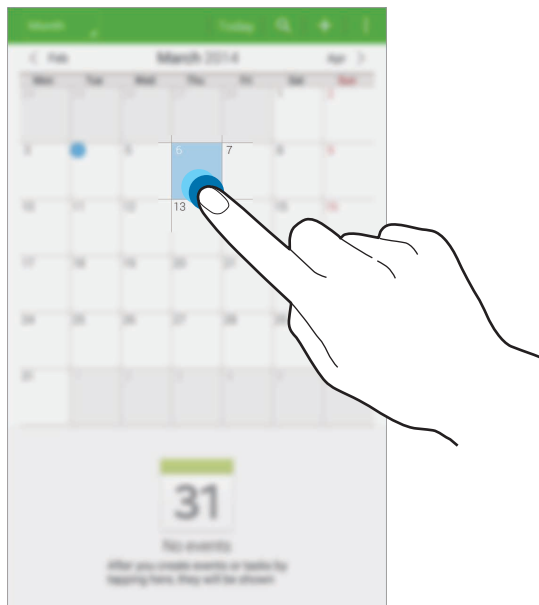 Month Today
Feb March 2014 Apr
Mon Tue Wed Thu Fri Sat Sun
1 2
3 5 6 7 8 9
10 11 12 13 15 16
17 18 19 20 21
24 25 26 27 28
31
31
No events
After you create events or tasks by
tapping here, they will be shown